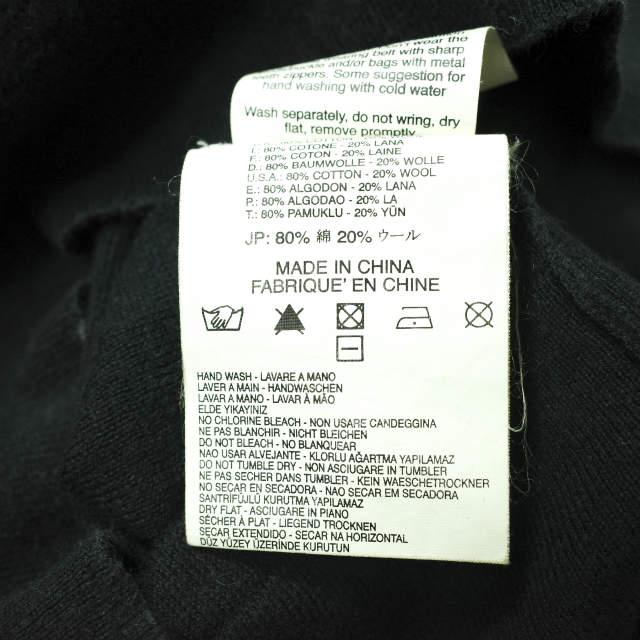 wear the
belt with sharp
and/or bags with metal
zippers. Some suggestion for
hand washing with cold water
Wash separately, do not wring, dry
flat, remove promptly.
I.: 80% COTONE - 20% LANA
F.: 80% COTON - 20% LAINE
D.: 80% BAUMWOLLE - 20% WOLLE
U.S.A.: 80% COTTON - 20% WOOL
E.: 80% ALGODON - 20% LANA
P.: 80% ALGODAO - 20% LA
T.: 80% PAMUKLU - 20% YÜN
JP: 80% 綿 20% ウール
MADE IN CHINA
FABRIQUE' EN CHINE
HAND WASH - LAVARE A MANO
LAVER A MAIN - HANDWASCHEN
LAVAR A MANO - LAVAR À MÃO
ELDE YIKAYINIZ
NO CHLORINE BLEACH - NON USARE CANDEGGINA
NE PAS BLANCHIR - NICHT BLEICHEN
DO NOT BLEACH - NO BLANQUEAR
NAO USAR ALVEJANTE - KLORLU AĞARTMA YAPILAMAZ
DO NOT TUMBLE DRY - NON ASCIUGARE IN TUMBLER
NE PAS SECHER DANS TUMBLER - KEIN WAESCHETROCKNER
NO SECAR EN SECADORA - NAO SECAR EM SECADORA
SANTRİFÜJLÜ KURUTMA YAPILAMAZ
DRY FLAT - ASCIUGARE IN PIANO
SÈCHER À PLAT - LIEGEND TROCKNEN
SECAR EXTENDIDO - SECAR NA HORIZONTAL
DÜZ YÜZEY ÜZERİNDE KURUTUN